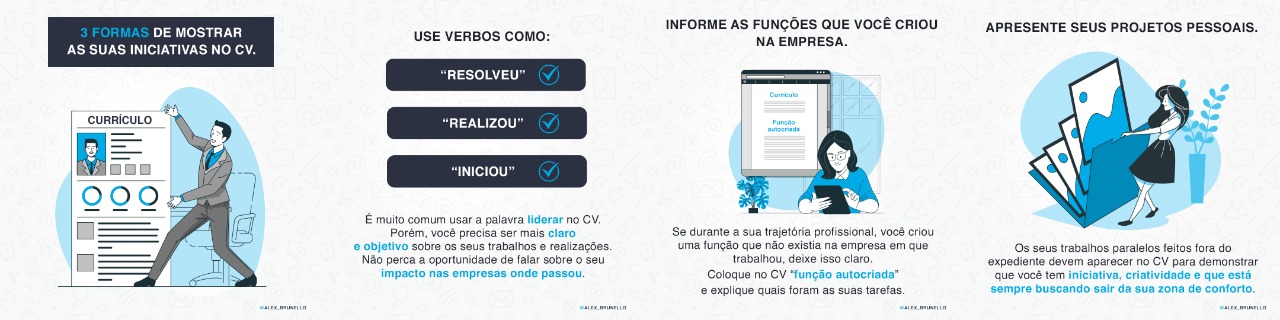 3 FORMAS DE MOSTRAR
AS SUAS INICIATIVAS NO CV.
CURRÍCULO
USE VERBOS COMO:
“RESOLVEU”
“REALIZOU”
“INICIOU”
É muito comum usar a palavra liderar no CV.
Porém, você precisa ser mais claro
e objetivo sobre os seus trabalhos e realizações.
Não perca a oportunidade de falar sobre o seu
impacto nas empresas onde passou.
@ALEX_BRUNELLO
INFORME AS FUNÇÕES QUE VOCÊ CRIOU
NA EMPRESA.
Currículo
Função
autocriada
Se durante a sua trajetória profissional, você criou
uma função que não existia na empresa em que
trabalhou, deixe isso claro.
Coloque no CV “função autocriada”
e explique quais foram as suas tarefas.
@ALEX_BRUNELLO
APRESENTE SEUS PROJETOS PESSOAIS.
Os seus trabalhos paralelos feitos fora do
expediente devem aparecer no CV para demonstrar
que você tem iniciativa, criatividade e que está
sempre buscando sair da sua zona de conforto.
@ALEX_BRUNELLO
@ALEX_BRUNELLO